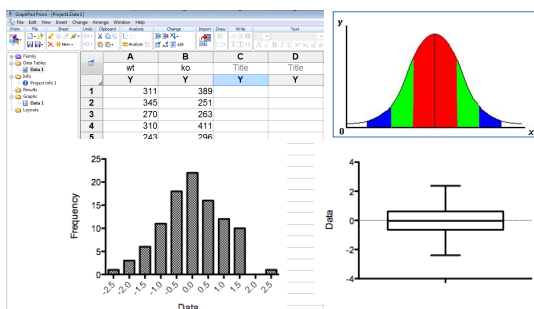 GraphPad Prism - [Project1:Data 1]
File Edit View Insert Change Arrange Window Help
Prism File Sheet Undo Clipboard Analysis Change Import Draw Write Text
New
Analyze
Add
Family
Data Tables
Data 1
Info
Project info 1
Results
Graphs
Data 1
Layouts
A B C D
wt ko Title Title
Y Y Y Y
1 311 389
2 345 251
3 270 263
4 310 411
5 243 296
y
0
x
25
20
15
10
5
0
Frequency
-2.5 -2.0 -1.5 -1.0 -0.5 0.0 0.5 1.0 1.5 2.0 2.5
Data
4
2
0
-2
-4
Data